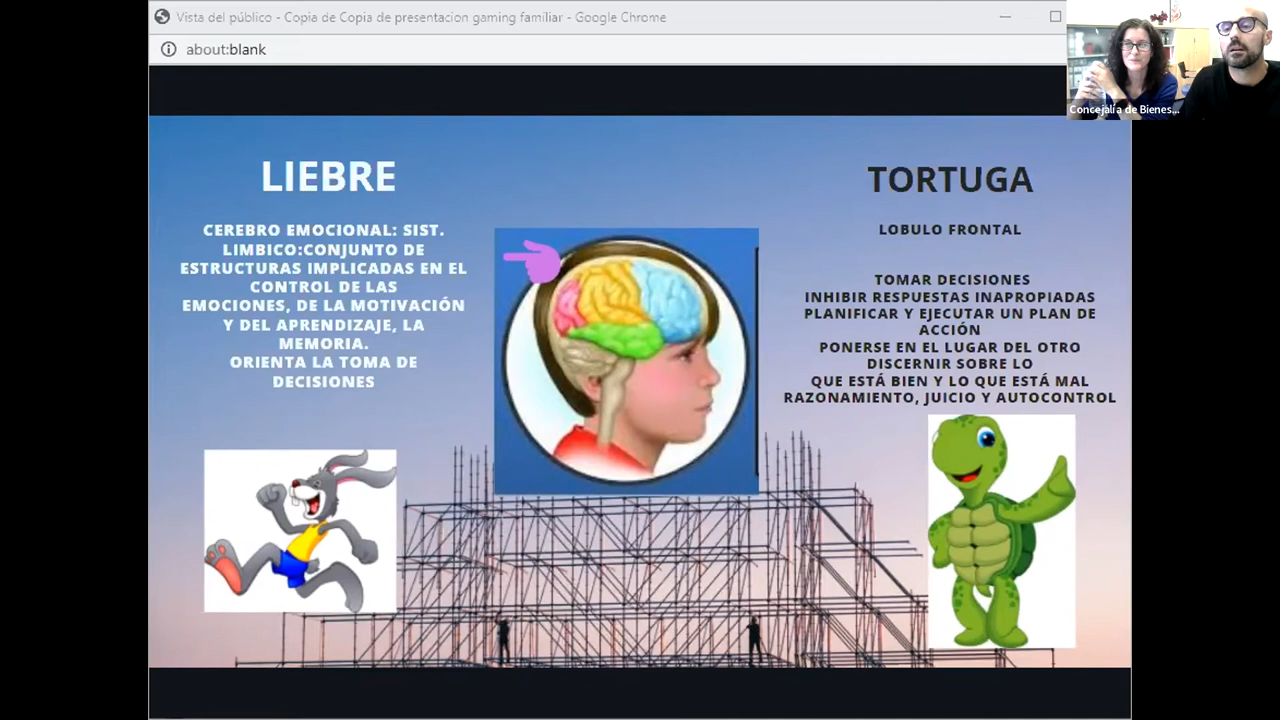 Vista del público - Copia de Copia de presentacion gaming familiar - Google Chrome
about:blank
Concejalía de Bienes...
LIEBRE
CEREBRO EMOCIONAL: SIST.
LIMBICO:CONJUNTO DE
ESTRUCTURAS IMPLICADAS EN EL
CONTROL DE LAS
EMOCIONES, DE LA MOTIVACIÓN
Y DEL APRENDIZAJE, LA
MEMORIA.
ORIENTA LA TOMA DE
DECISIONES
TORTUGA
LOBULO FRONTAL
TOMAR DECISIONES
INHIBIR RESPUESTAS INAPROPIADAS
PLANIFICAR Y EJECUTAR UN PLAN DE
ACCIÓN
PONERSE EN EL LUGAR DEL OTRO
DISCERNIR SOBRE LO
QUE ESTÁ BIEN Y LO QUE ESTÁ MAL
RAZONAMIENTO, JUICIO Y AUTOCONTROL